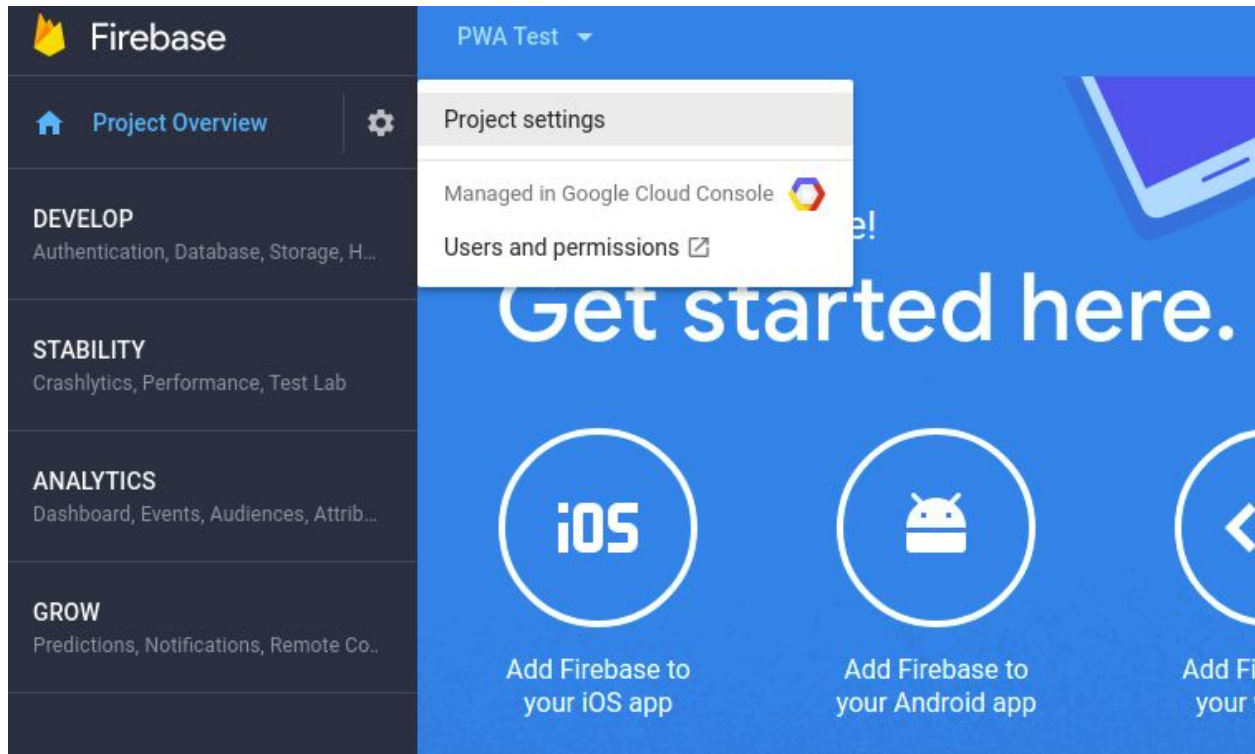 Firebase
PWA Test
Project Overview
Project settings
Managed in Google Cloud Console
Users and permissions
DEVELOP
Authentication, Database, Storage, H...
e!
Get started here.
STABILITY
Crashlytics, Performance, Test Lab
ANALYTICS
Dashboard, Events, Audiences, Attrib...
GROW
Predictions, Notifications, Remote Co..
iOS
Add Firebase to
your iOS app
Add Firebase to
your Android app
Add Fi
your